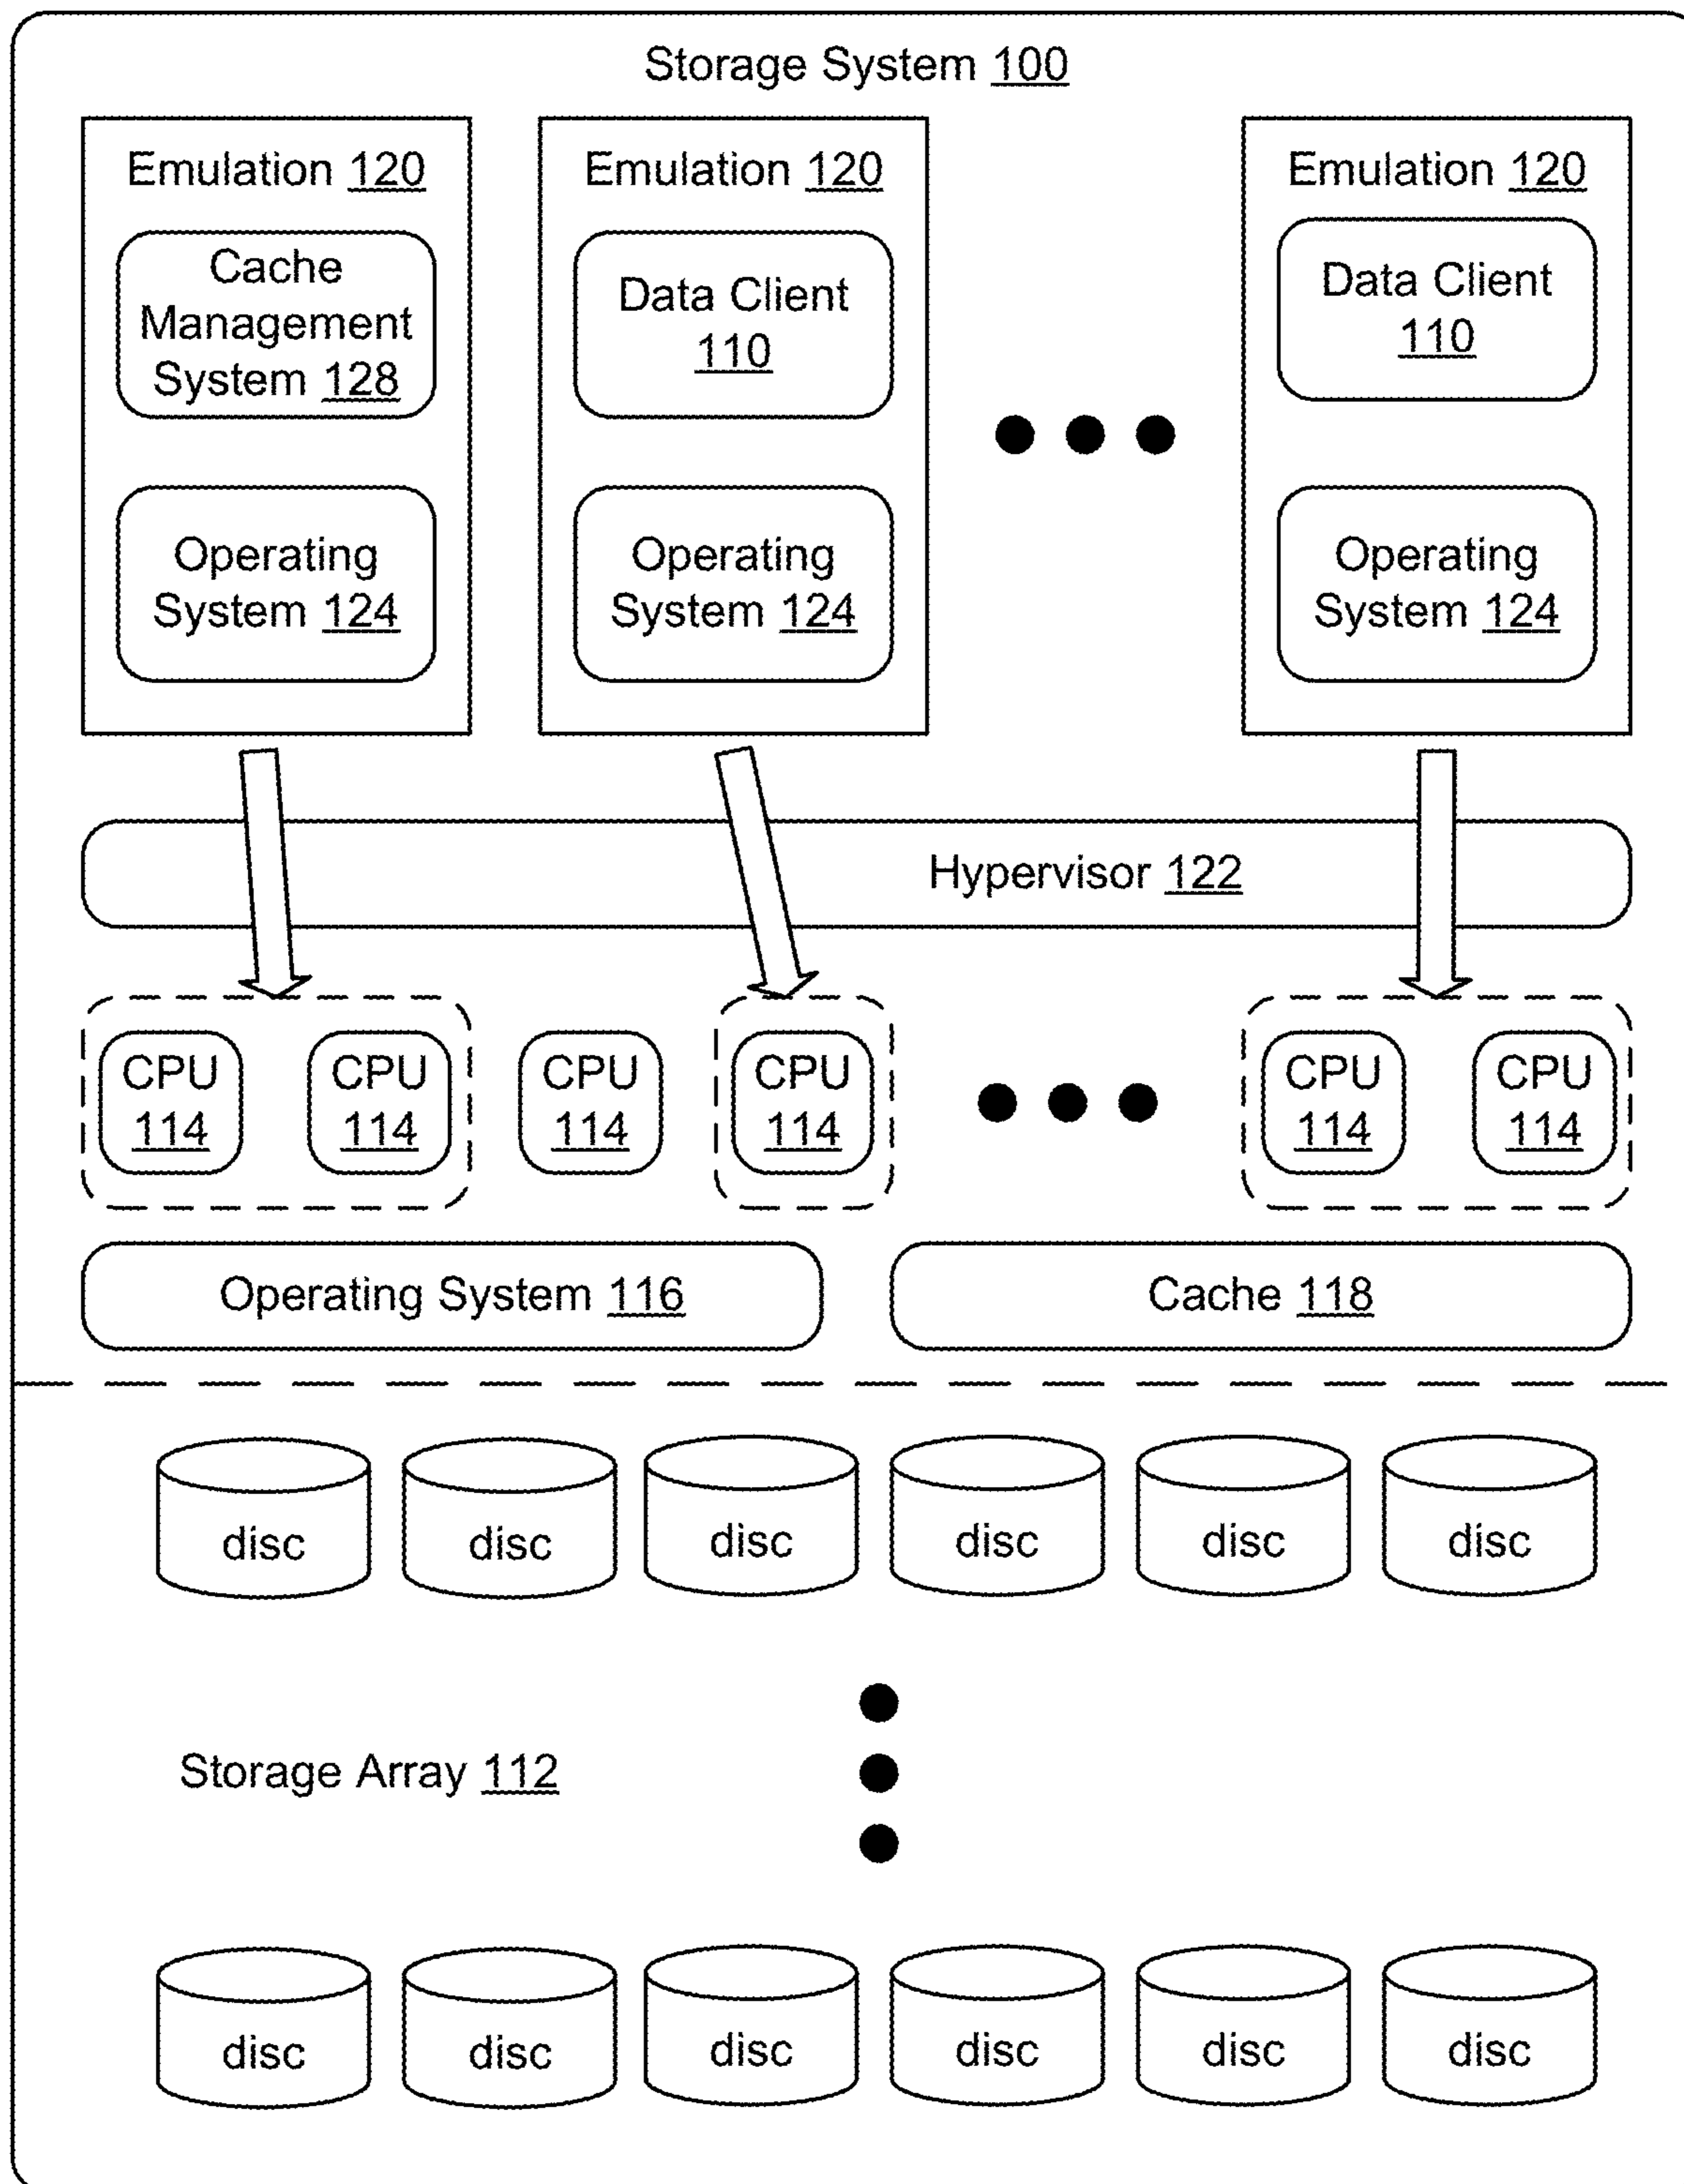 Storage System 100
Emulation 120
Cache
Management
System 128
Operating
System 124
Emulation 120
Data Client
110
Operating
System 124
Emulation 120
Data Client
110
Operating
System 124
Hypervisor 122
CPU
114
CPU
114
CPU
114
CPU
114
CPU
114
CPU
114
Operating System 116
Cache 118
disc
disc
disc
disc
disc
disc
Storage Array 112
disc
disc
disc
disc
disc
disc